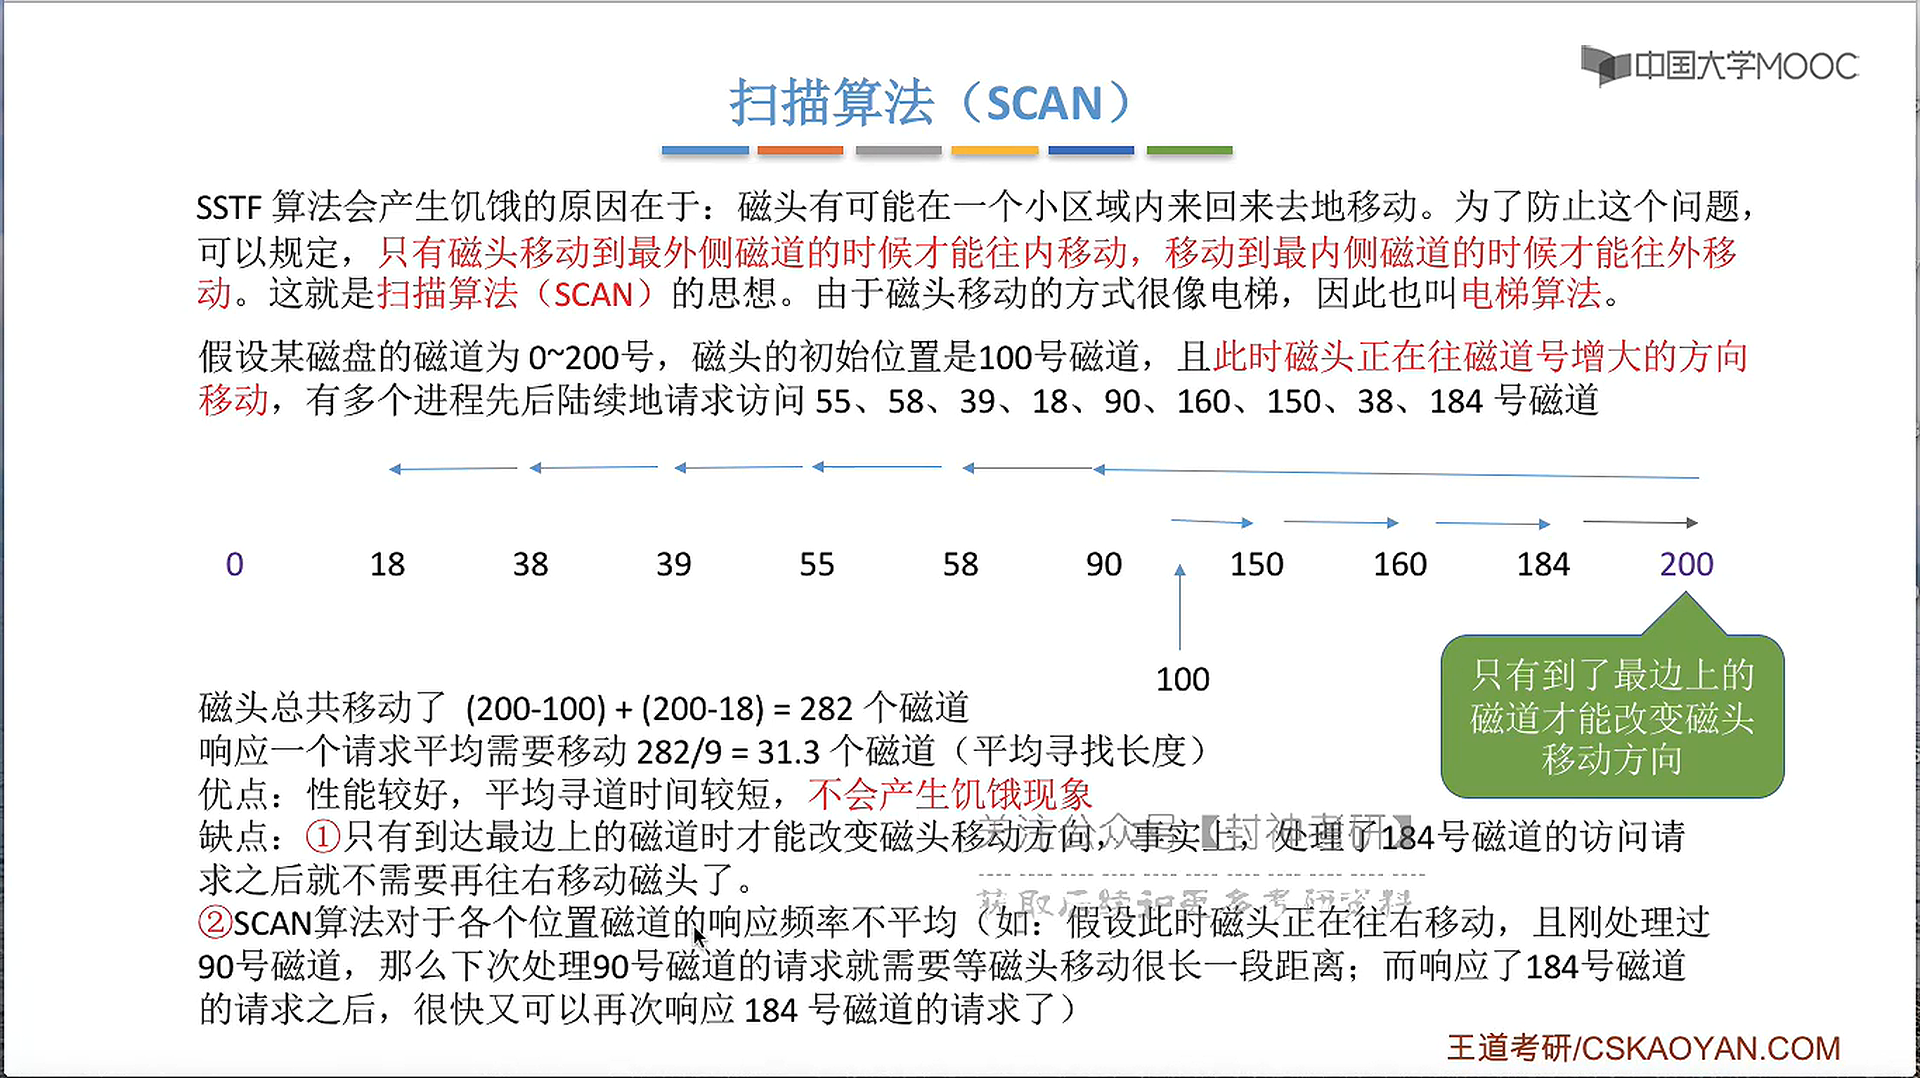 中国大学MOOC
扫描算法（SCAN）
SSTF 算法会产生饥饿的原因在于：磁头有可能在一个小区域内来回来去地移动。为了防止这个问题，
可以规定，只有磁头移动到最外侧磁道的时候才能往内移动，移动到最内侧磁道的时候才能往外移
动。这就是扫描算法（SCAN）的思想。由于磁头移动的方式很像电梯，因此也叫电梯算法。
假设某磁盘的磁道为 0~200号，磁头的初始位置是100号磁道，且此时磁头正在往磁道号增大的方向
移动，有多个进程先后陆续地请求访问 55、58、39、18、90、160、150、38、184 号磁道
0 18 38 39 55 58 90 150 160 184 200
100
只有到了最边上的
磁道才能改变磁头
移动方向
磁头总共移动了 (200-100) + (200-18) = 282 个磁道
响应一个请求平均需要移动 282/9 = 31.3 个磁道（平均寻找长度）
优点：性能较好，平均寻道时间较短，不会产生饥饿现象
缺点：①只有到达最边上的磁道时才能改变磁头移动方向，事实上，处理了184号磁道的访问请
求之后就不需要再往右移动磁头了。
②SCAN算法对于各个位置磁道的响应频率不平均（如：假设此时磁头正在往右移动，且刚处理过
90号磁道，那么下次处理90号磁道的请求就需要等磁头移动很长一段距离；而响应了184号磁道
的请求之后，很快又可以再次响应 184 号磁道的请求了）
关注公众号【封神考研】
获取后续和更多考研资料
王道考研/CSKAOYAN.COM